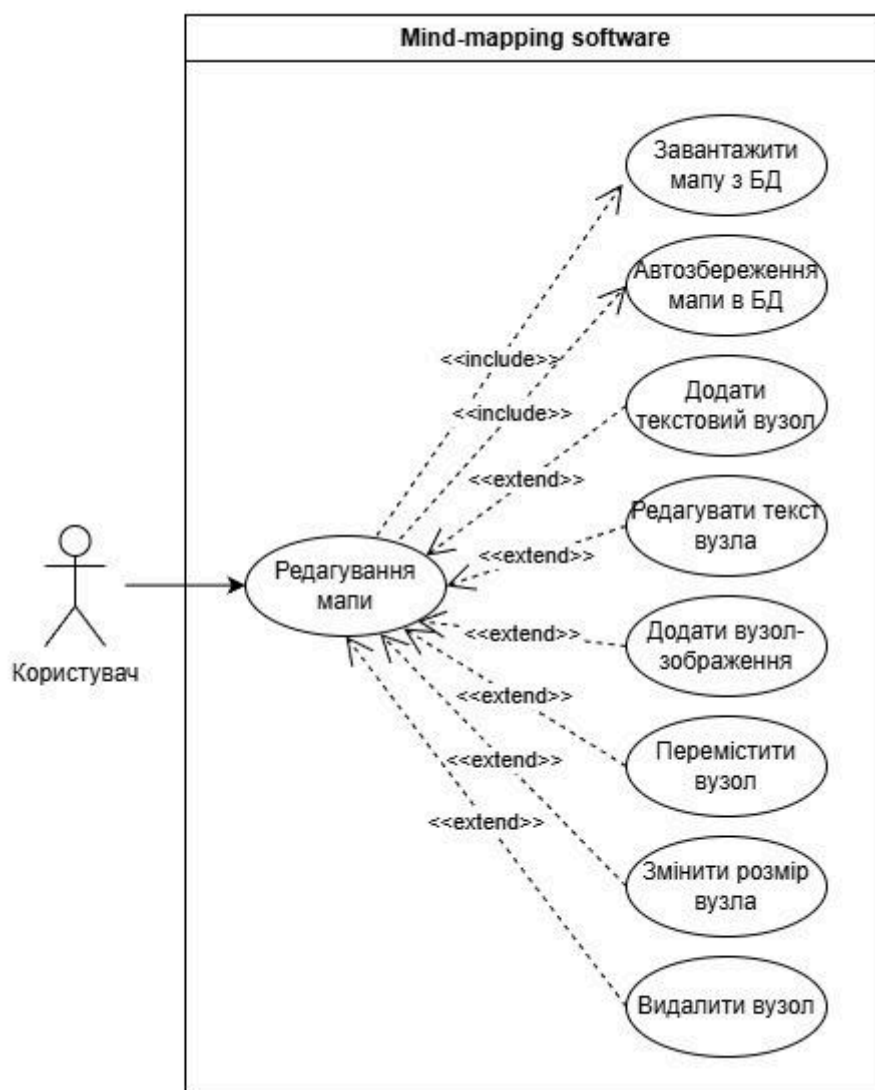 Mind-mapping software
Завантажити
мапу з БД
Автозбереження
мапи в БД
<<include>>
<<include>>
Додати
текстовий вузол
<<extend>>
Редагувати текст
вузла
<<extend>>
Редагування
мапи
Користувач
<<extend>>
Додати вузол-
зображення
<<extend>>
Перемістити
вузол
<<extend>>
<<extend>>
Змінити розмір
вузла
Видалити вузол